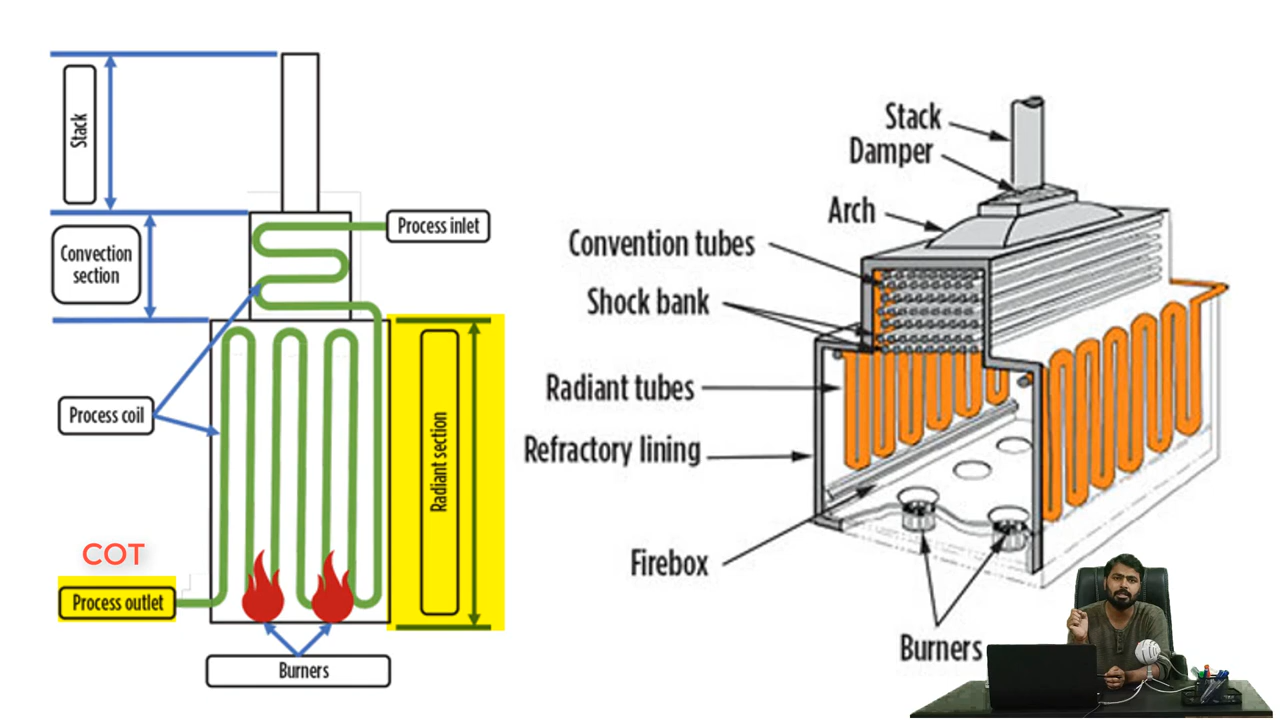 Stack
Process inlet
Convection
section
Process coil
Radiant section
COT
Process outlet
Burners
Stack
Damper
Arch
Convention tubes
Shock bank
Radiant tubes
Refractory lining
Firebox
Burners